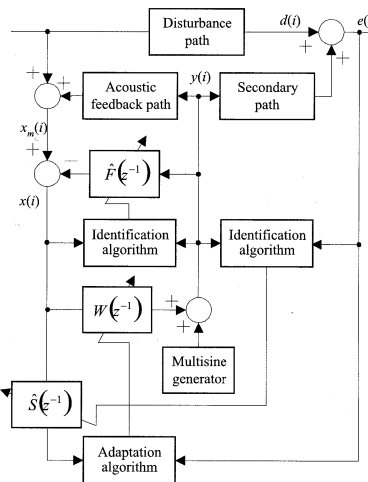 Disturbance
path
d(i)
e(
+
+
+
+
Acoustic
feedback path
y(i)
Secondary
path
x_m(i)
+
−
F̂(z⁻¹)
x(i)
Identification
algorithm
Identification
algorithm
W(z⁻¹)
+
+
Multisine
generator
Ŝ(z⁻¹)
Adaptation
algorithm